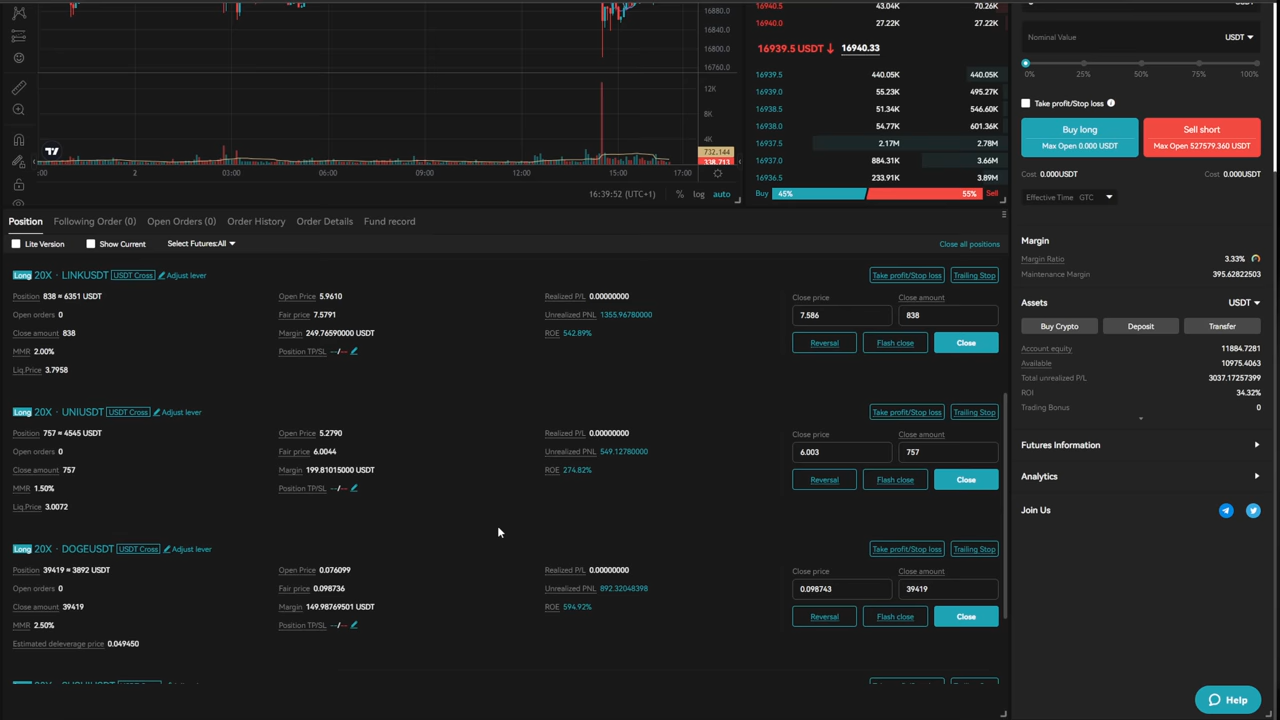 16880.0
16840.0
16800.0
16760.0
12K
8K
4K
732.144
338.713
:00
2
03:00
06:00
09:00
12:00
15:00
17:00
16:39:52 (UTC+1)
%
log
auto
16940.5 43.04K 70.26K
16940.0 27.22K 27.22K
16939.5 USDT ↓ 16940.33
16939.5 440.05K 440.05K
16939.0 55.23K 495.27K
16938.5 51.34K 546.60K
16938.0 54.77K 601.36K
16937.5 2.17M 2.78M
16937.0 884.31K 3.66M
16936.5 233.91K 3.89M
Buy 45% 55% Sell
Nominal Value USDT
0% 25% 50% 75% 100%
Take profit/Stop loss
Buy long
Max Open 0.000 USDT
Sell short
Max Open 527579.360 USDT
Cost 0.000USDT Cost 0.000USDT
Effective Time GTC
Margin
Margin Ratio 3.33%
Maintenance Margin 395.62822503
Assets USDT
Buy Crypto Deposit Transfer
Account equity 11884.7281
Available 10975.4063
Total unrealized P/L 3037.17257399
ROI 34.32%
Trading Bonus 0
Futures Information
Analytics
Join Us
Help
Position Following Order (0) Open Orders (0) Order History Order Details Fund record
Lite Version Show Current Select Futures:All Close all positions
Long 20X · LINKUSDT USDT Cross Adjust lever Take profit/Stop loss Trailing Stop
Position 838 ≈ 6351 USDT Open Price 5.9610 Realized P/L 0.00000000 Close price Close amount
Open orders 0 Fair price 7.5791 Unrealized PNL 1355.96780000 7.586 838
Close amount 838 Margin 249.76590000 USDT ROE 542.89%
MMR 2.00% Position TP/SL --/-- Reversal Flash close Close
Liq.Price 3.7958
Long 20X · UNIUSDT USDT Cross Adjust lever Take profit/Stop loss Trailing Stop
Position 757 ≈ 4545 USDT Open Price 5.2790 Realized P/L 0.00000000 Close price Close amount
Open orders 0 Fair price 6.0044 Unrealized PNL 549.12780000 6.003 757
Close amount 757 Margin 199.81015000 USDT ROE 274.82%
MMR 1.50% Position TP/SL --/-- Reversal Flash close Close
Liq.Price 3.0072
Long 20X · DOGEUSDT USDT Cross Adjust lever Take profit/Stop loss Trailing Stop
Position 39419 ≈ 3892 USDT Open Price 0.076099 Realized P/L 0.00000000 Close price Close amount
Open orders 0 Fair price 0.098736 Unrealized PNL 892.32048398 0.098743 39419
Close amount 39419 Margin 149.98769501 USDT ROE 594.92%
MMR 2.50% Position TP/SL --/-- Reversal Flash close Close
Estimated deleverage price 0.049450